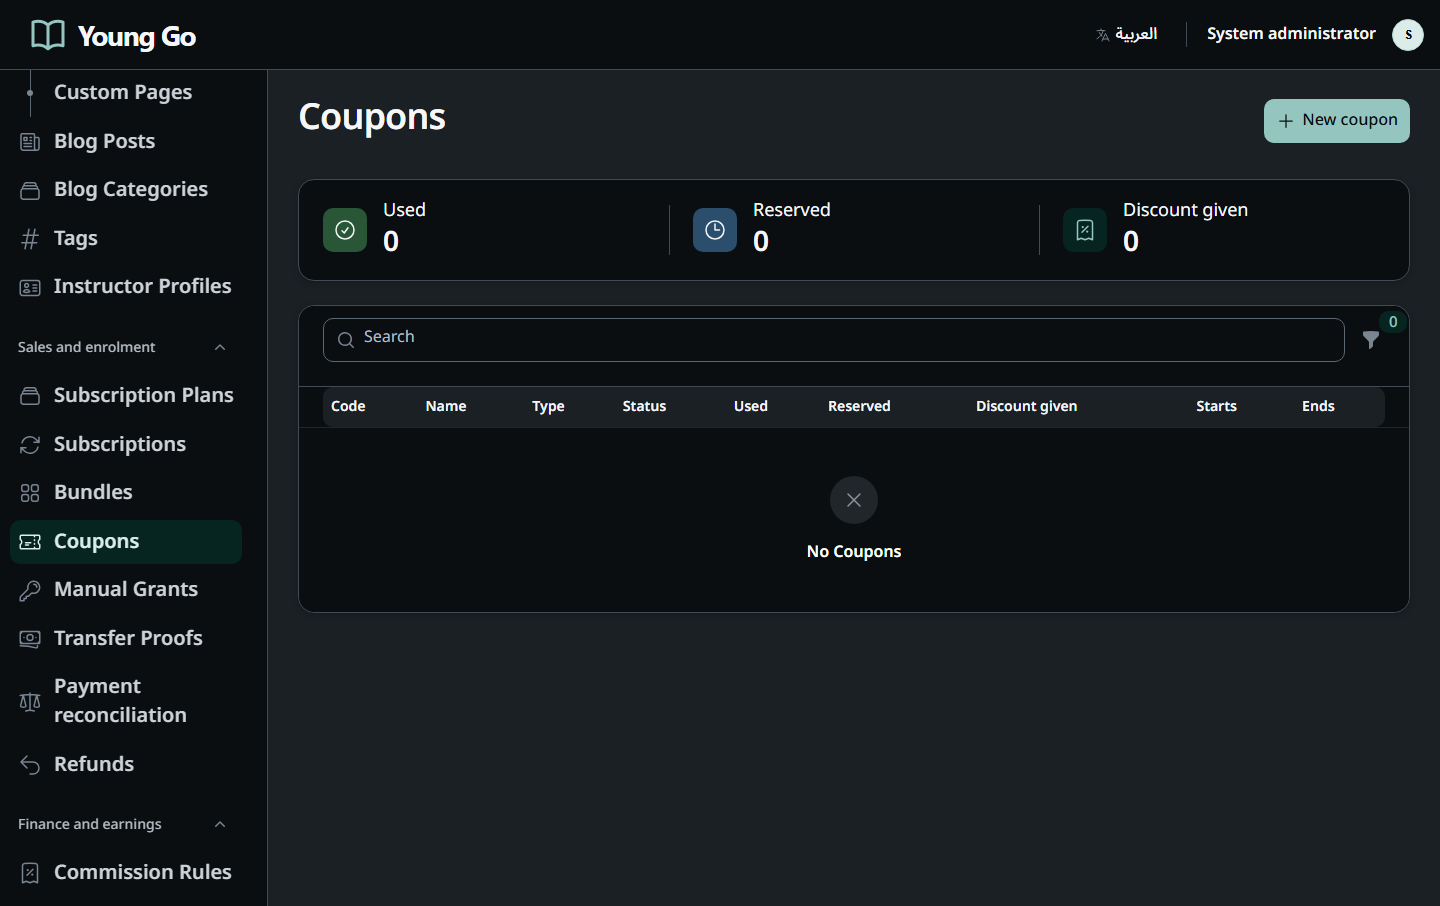 Young Go
العربية
System administrator
S
Custom Pages
Blog Posts
Blog Categories
Tags
Instructor Profiles
Sales and enrolment
Subscription Plans
Subscriptions
Bundles
Coupons
Manual Grants
Transfer Proofs
Payment
reconciliation
Refunds
Finance and earnings
Commission Rules
Coupons
New coupon
Used
0
Reserved
0
Discount given
0
Search
0
Code Name Type Status Used Reserved Discount given Starts Ends
No Coupons